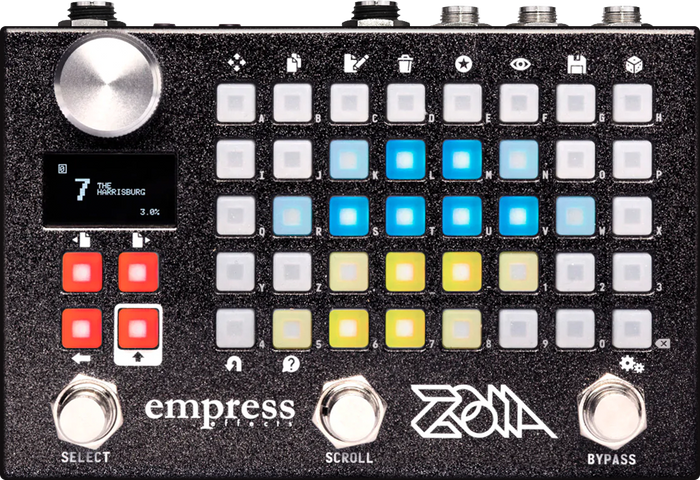 A B C D E F G H
7 THE
HARRISBURG
3.0%
I J K L M N O P
Q R S T U V W X
Y Z - 1 2 3
4 5 6 7 8 9 0
empress
effects
ZOIA
SELECT
SCROLL
BYPASS